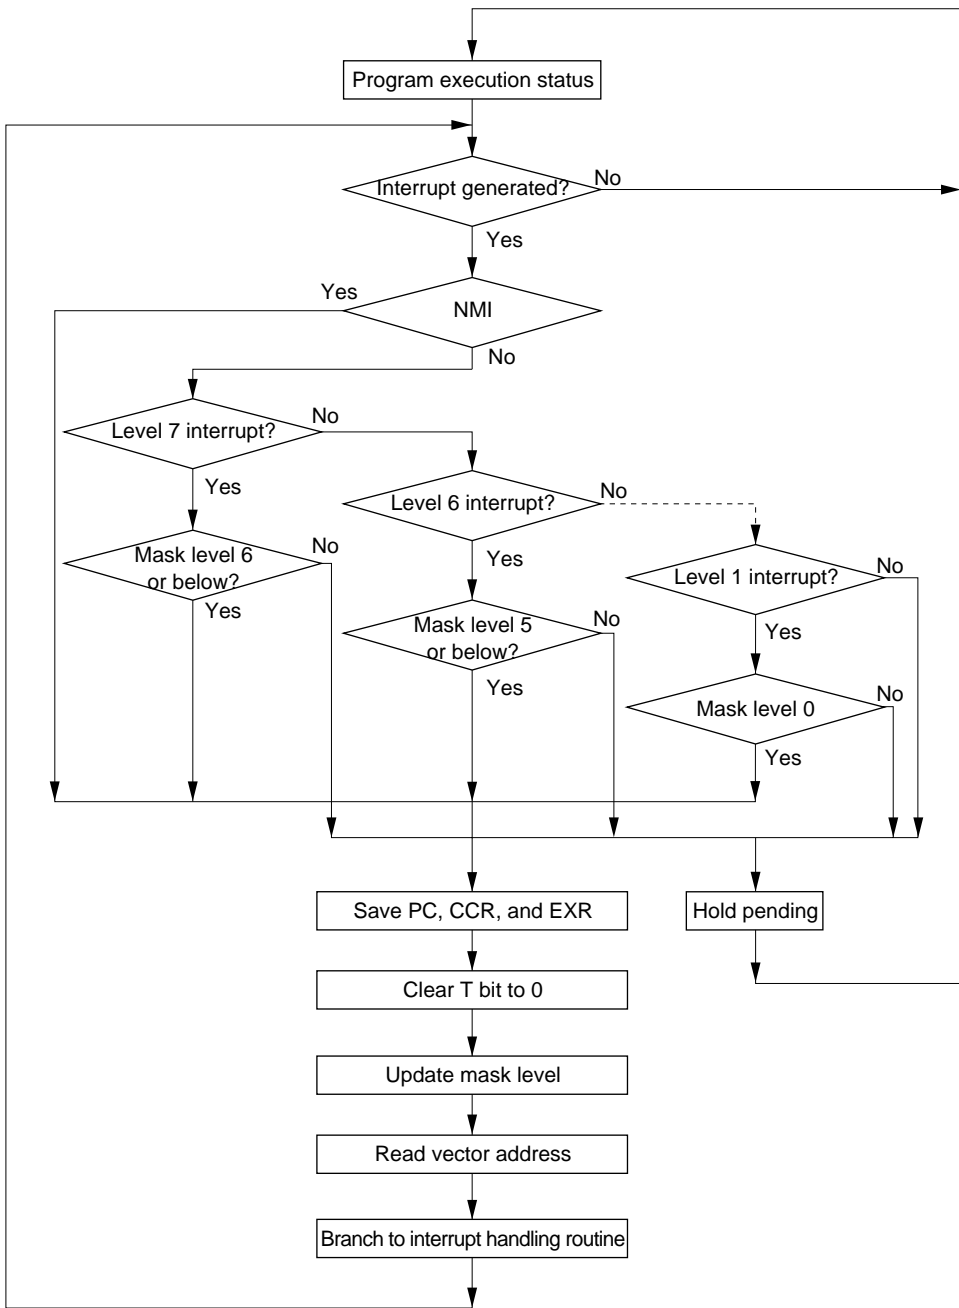 Program execution status
Interrupt generated?
No
Yes
Yes
NMI
No
Level 7 interrupt?
No
Yes
Level 6 interrupt?
No
Mask level 6
or below?
No
Yes
Level 1 interrupt?
No
Yes
Mask level 5
or below?
No
Yes
Yes
Mask level 0
No
Yes
Save PC, CCR, and EXR
Hold pending
Clear T bit to 0
Update mask level
Read vector address
Branch to interrupt handling routine